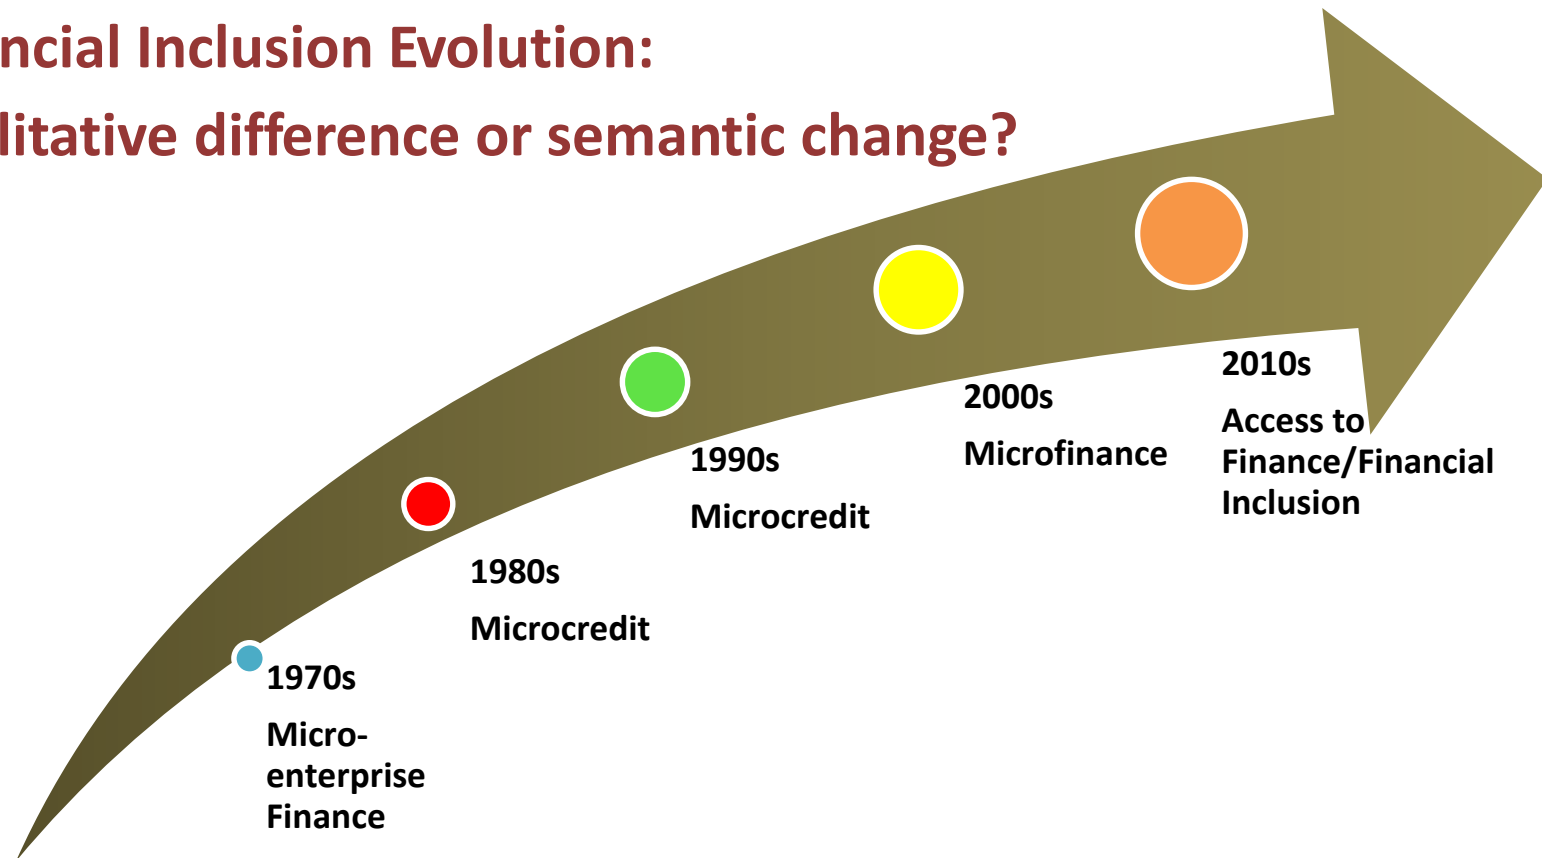 ncial Inclusion Evolution:
litative difference or semantic change?
1970s
Micro-
enterprise
Finance
1980s
Microcredit
1990s
Microcredit
2000s
Microfinance
2010s
Access to
Finance/Financial
Inclusion